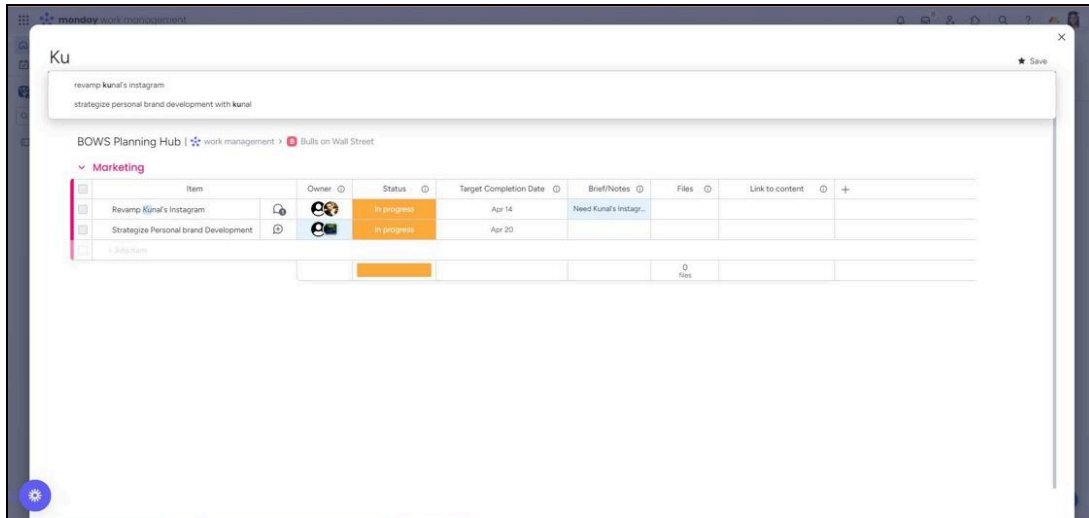 monday work management
Ku
Save
revamp kunal's instagram
strategize personal brand development with kunal
BOWS Planning Hub | work management > B Bulls on Wall Street
Marketing
Item Owner Status Target Completion Date Brief/Notes Files Link to content +
Revamp Kunal's Instagram In progress Apr 14 Need Kunal's Instagr...
Strategize Personal brand Development In progress Apr 20
+ Add item
0
files